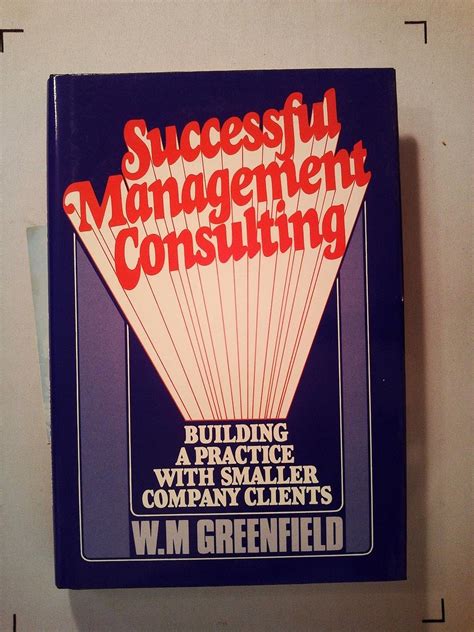 Successful
Management
Consulting
BUILDING
A PRACTICE
WITH SMALLER
COMPANY CLIENTS
W.M GREENFIELD